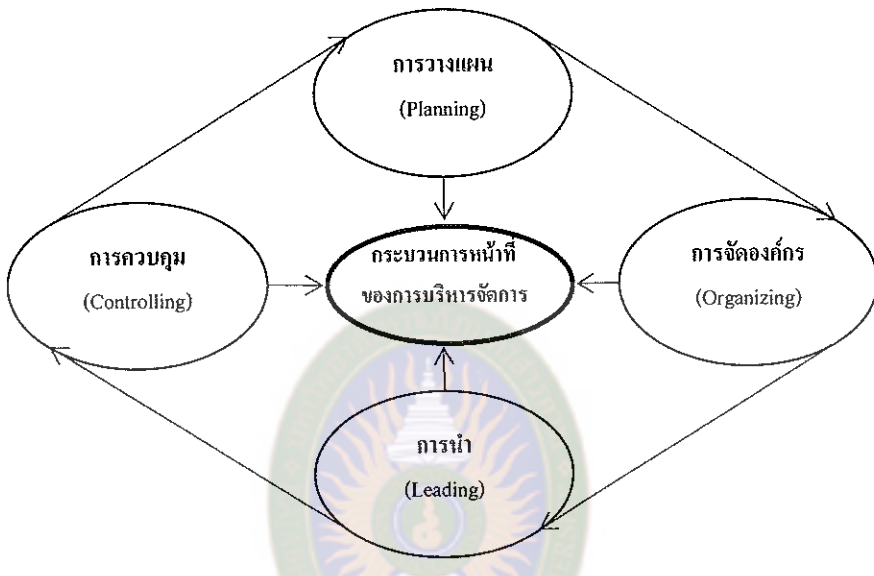 การวางแผน
(Planning)
การควบคุม
(Controlling)
กระบวนการหน้าที่
ของการบริหารจัดการ
การจัดองค์กร
(Organizing)
การนำ
(Leading)